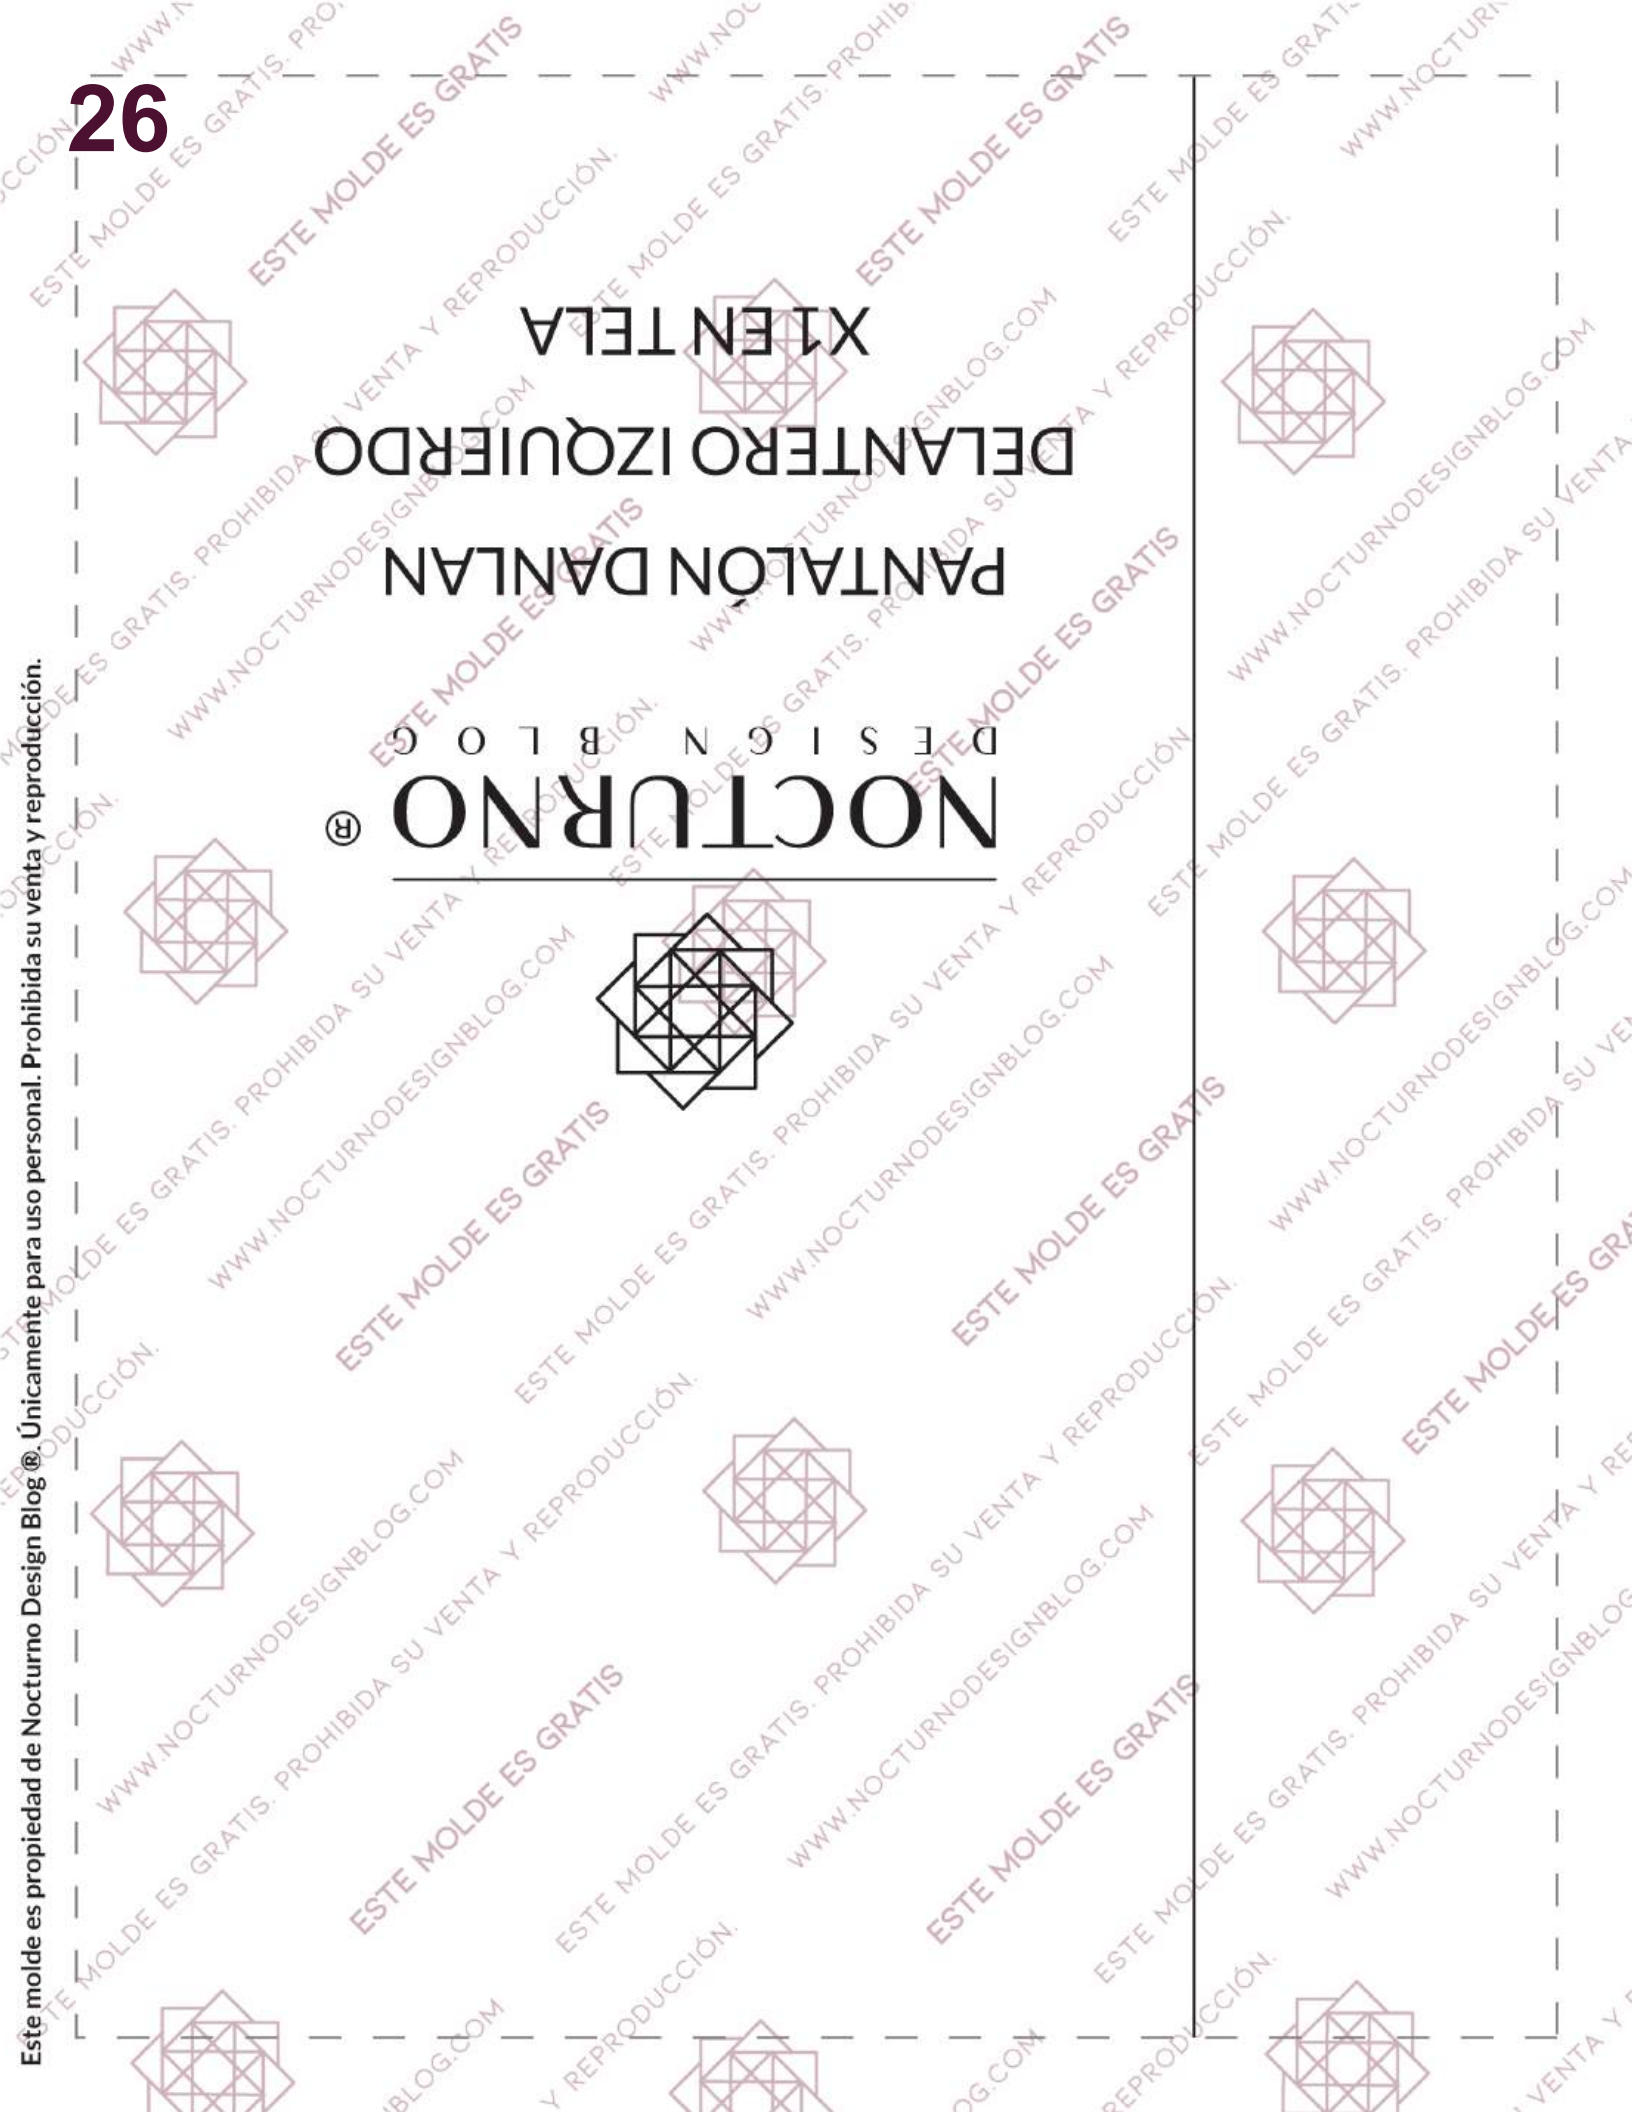 26
NOCTURNO ®
DESIGN BLOG
PANTALÓN DANLAN
DELANTERO IZQUIERDO
X1 EN TELA
Este molde es propiedad de Nocturno Design Blog ®. Únicamente para uso personal. Prohibida su venta y reproducción.
ESTE MOLDE ES GRATIS
ESTE MOLDE ES GRATIS. PROHIBIDA SU VENTA Y REPRODUCCIÓN.
WWW.NOCTURNODESIGNBLOG.COM